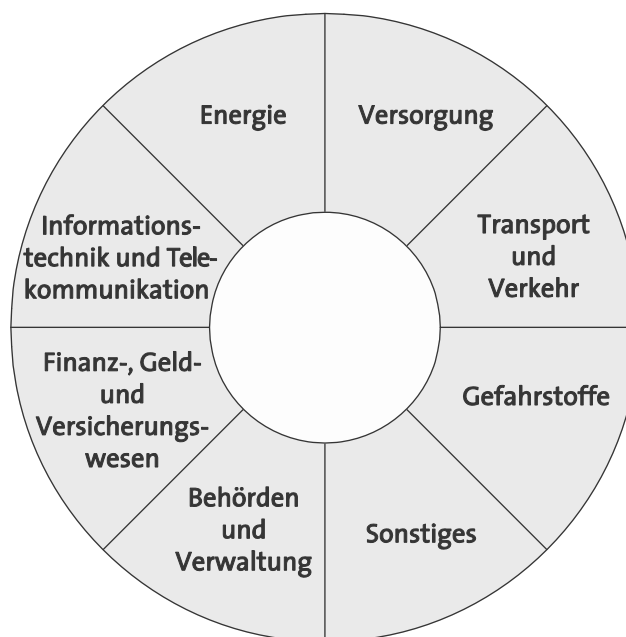 Energie
Versorgung
Informations-
technik und Tele-
kommunikation
Transport
und
Verkehr
Finanz-, Geld-
und
Versicherungs-
wesen
Gefahrstoffe
Behörden
und
Verwaltung
Sonstiges